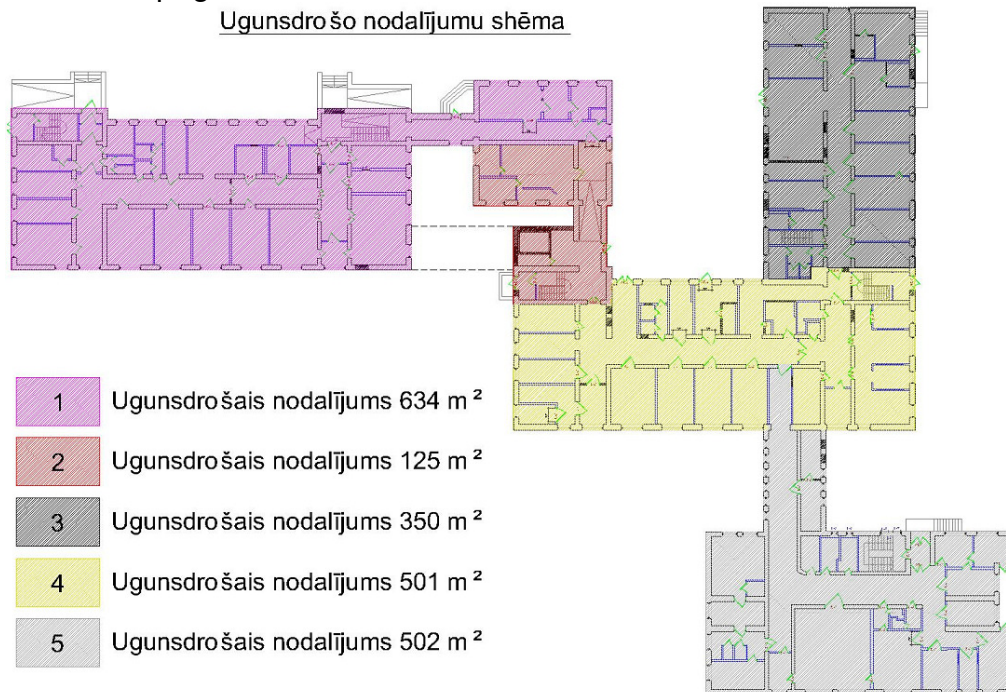 Ugunsdrošo nodalījumu shēma
1 Ugunsdrošais nodalījums 634 m²
2 Ugunsdrošais nodalījums 125 m²
3 Ugunsdrošais nodalījums 350 m²
4 Ugunsdrošais nodalījums 501 m²
5 Ugunsdrošais nodalījums 502 m²